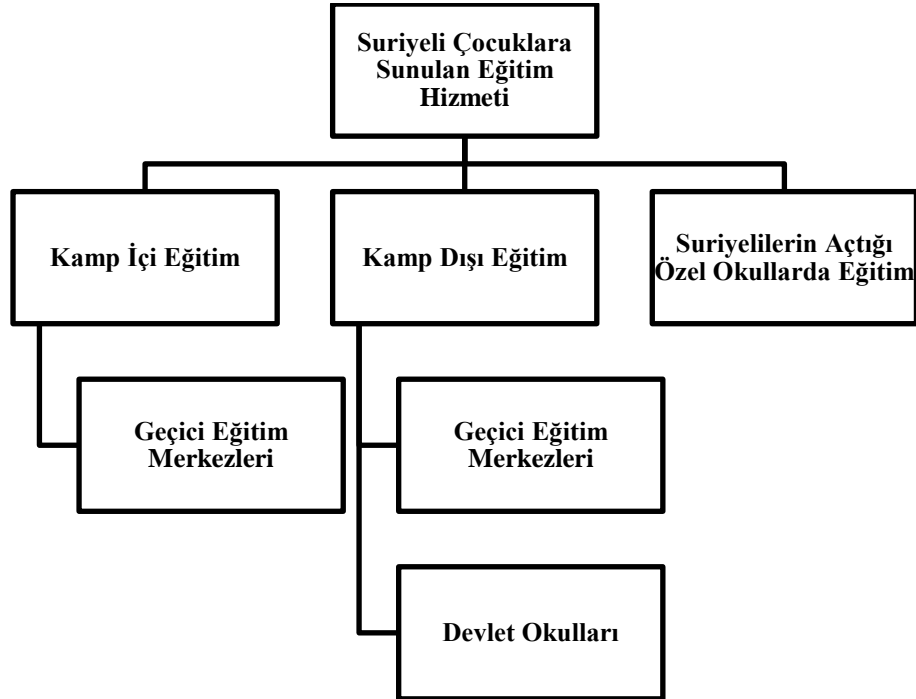 Suriyeli Çocuklara
Sunulan Eğitim
Hizmeti
Kamp İçi Eğitim
Kamp Dışı Eğitim
Suriyelilerin Açtığı
Özel Okullarda Eğitim
Geçici Eğitim
Merkezleri
Geçici Eğitim
Merkezleri
Devlet Okulları